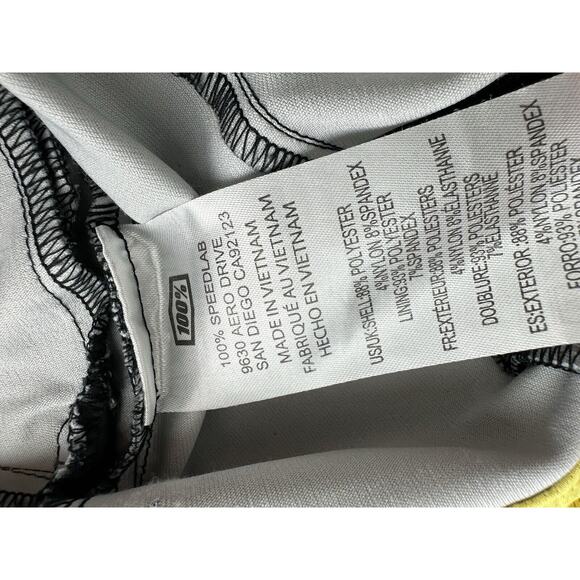 100%
100% SPEEDLAB
9630 AERO DRIVE
SAN DIEGO CA92123
MADE IN VIETNAM
FABRIQUÉ AU VIETNAM
HECHO EN VIETNAM
US/UK:SHELL:88% POLYESTER
4%NYLON 8%SPANDEX
LINING:93% POLYESTER
7%SPANDEX
FR:EXTÉRIEUR:88% POLYESTERS
4%NYLON 8%ÉLASTHANNE
DOUBLURE:93% POLYESTERS
7%ÉLASTHANNE
ES:EXTERIOR: 88% POLIÉSTER
4%NYLON 8%SPANDEX
FORRO:93% POLIÉSTER